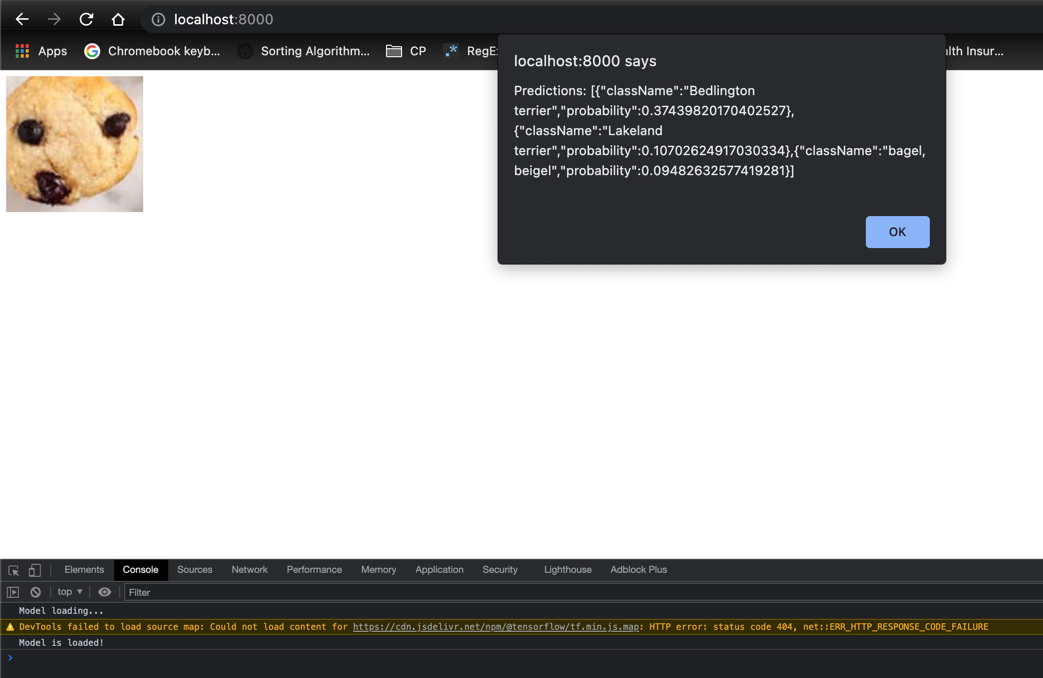 localhost:8000
Apps
Chromebook keyb...
Sorting Algorithm...
CP
RegEx
alth Insur...
localhost:8000 says
Predictions: [{"className":"Bedlington
terrier","probability":0.37439820170402527},
{"className":"Lakeland
terrier","probability":0.10702624917030334},{"className":"bagel,
beigel","probability":0.09482632577419281}]
OK
Elements Console Sources Network Performance Memory Application Security Lighthouse Adblock Plus
top ▼ Filter
Model loading...
DevTools failed to load source map: Could not load content for https://cdn.jsdelivr.net/npm/@tensorflow/tf.min.js.map: HTTP error: status code 404, net::ERR_HTTP_RESPONSE_CODE_FAILURE
Model is loaded!
>